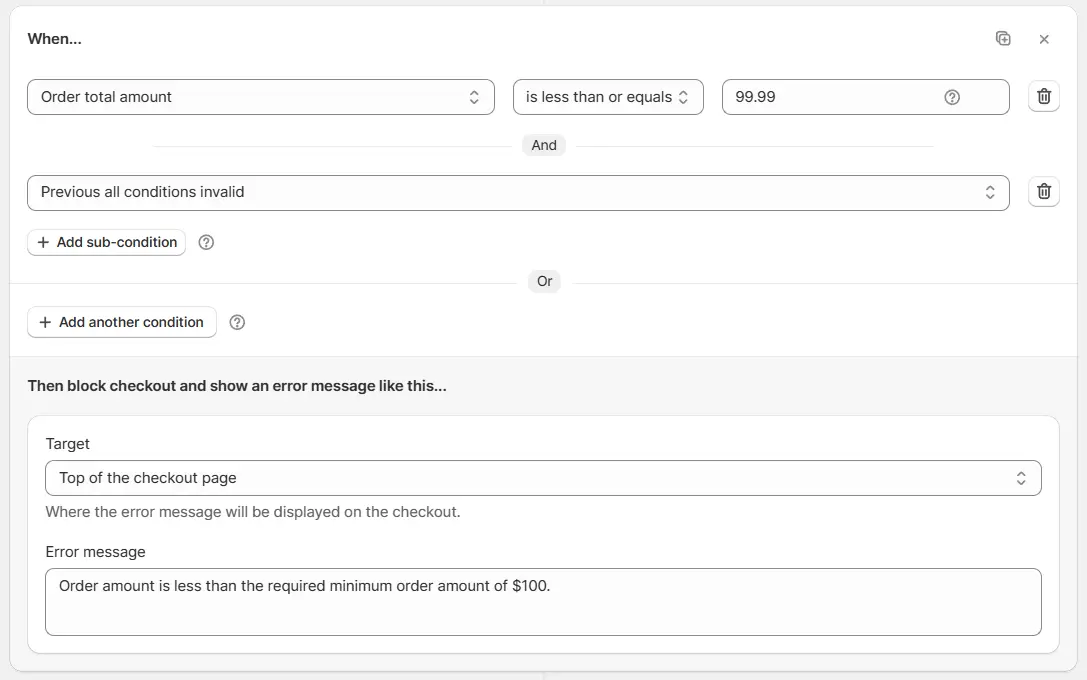 When...
Order total amount
is less than or equals
99.99
And
Previous all conditions invalid
Add sub-condition
Or
Add another condition
Then block checkout and show an error message like this...
Target
Top of the checkout page
Where the error message will be displayed on the checkout.
Error message
Order amount is less than the required minimum order amount of $100.